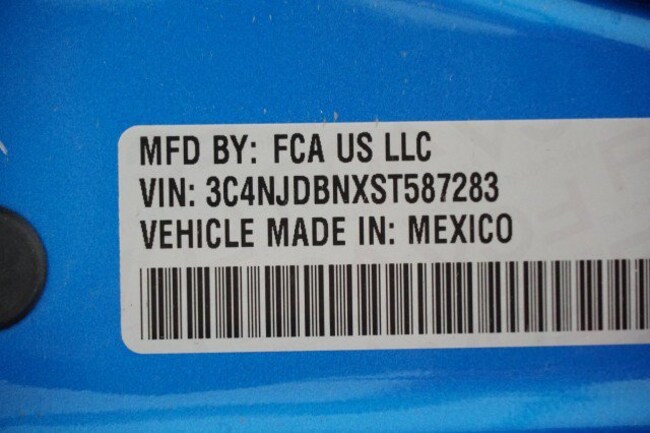 MFD BY: FCA US LLC
VIN: 3C4NJDBNXST587283
VEHICLE MADE IN: MEXICO